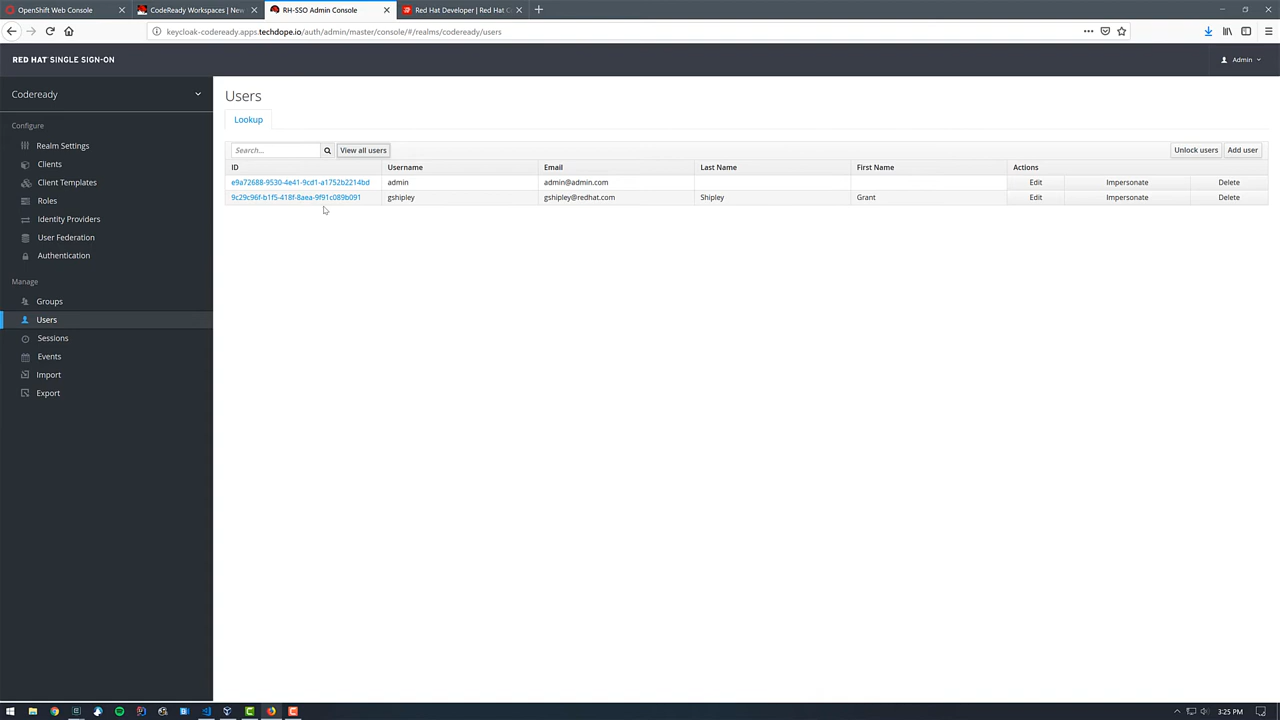 OpenShift Web Console
CodeReady Workspaces | New
RH-SSO Admin Console
Red Hat Developer | Red Hat C
keycloak-codeready.apps.techdope.io/auth/admin/master/console/#/realms/codeready/users
RED HAT SINGLE SIGN-ON
Admin
Codeready
Configure
Realm Settings
Clients
Client Templates
Roles
Identity Providers
User Federation
Authentication
Manage
Groups
Users
Sessions
Events
Import
Export
Users
Lookup
Search... View all users Unlock users Add user
ID Username Email Last Name First Name Actions
e9a72688-9530-4e41-9cd1-a1752b2214bd admin admin@admin.com Edit Impersonate Delete
9c29c96f-b1f5-418f-8aea-9f91c089b091 gshipley gshipley@redhat.com Shipley Grant Edit Impersonate Delete
3:25 PM